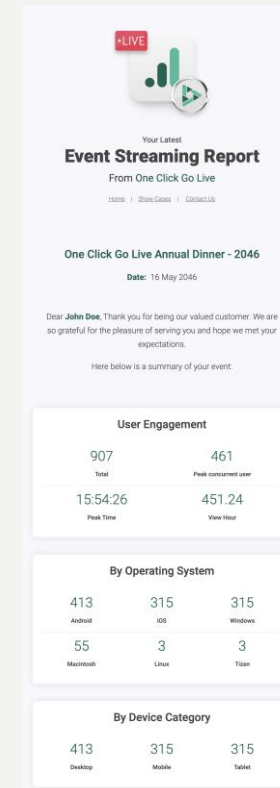 •LIVE
Your Latest
Event Streaming Report
From One Click Go Live
Home | Show Cases | Contact Us
One Click Go Live Annual Dinner - 2046
Date: 16 May 2046
Dear John Doe, Thank you for being our valued customer. We are
so grateful for the pleasure of serving you and hope we met your
expectations.
Here below is a summary of your event:
User Engagement
907 461
Total Peak concurrent user
15:54:26 451.24
Peak Time View Hour
By Operating System
413 315 315
Android iOS Windows
55 3 3
Macintosh Linux Tizen
By Device Category
413 315 315
Desktop Mobile Tablet